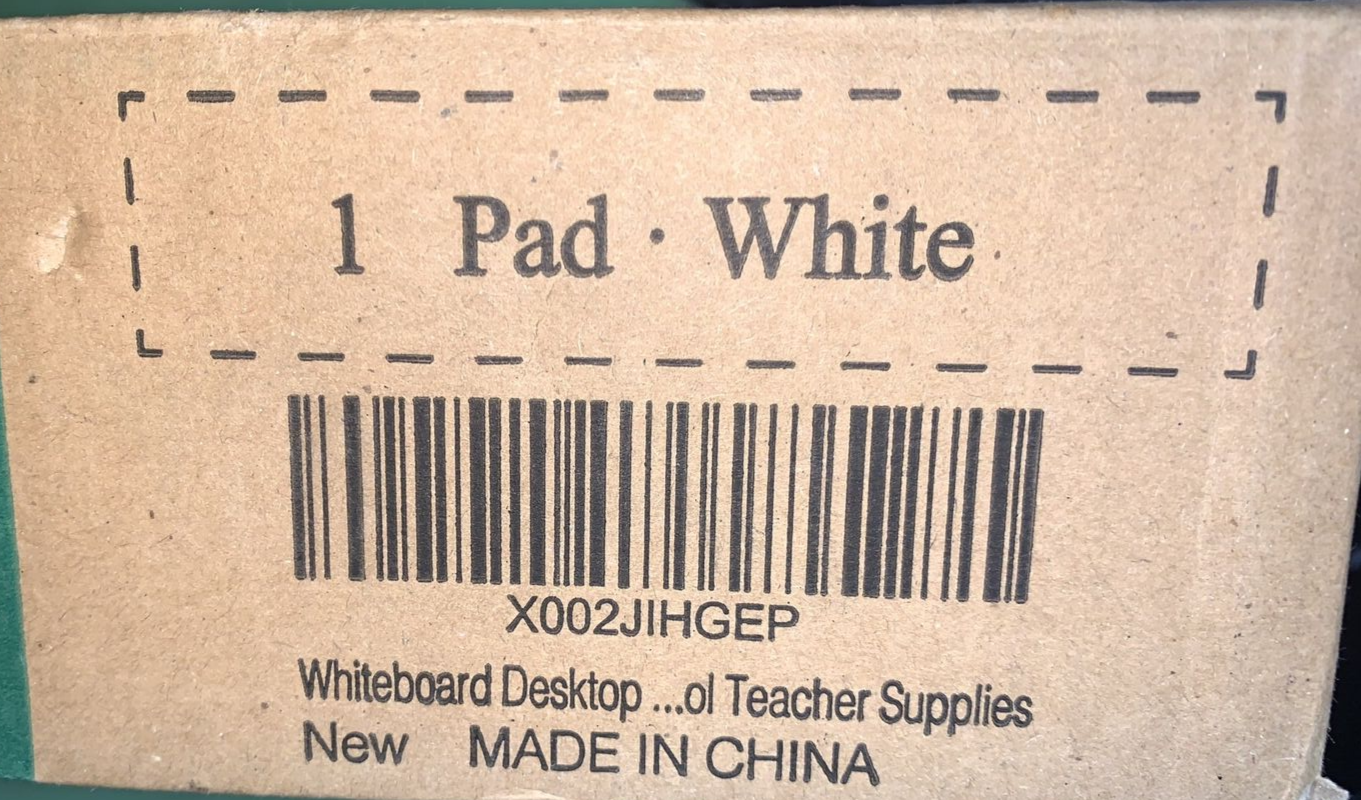 1 Pad · White
X002JIHGEP
Whiteboard Desktop ...ol Teacher Supplies
New MADE IN CHINA